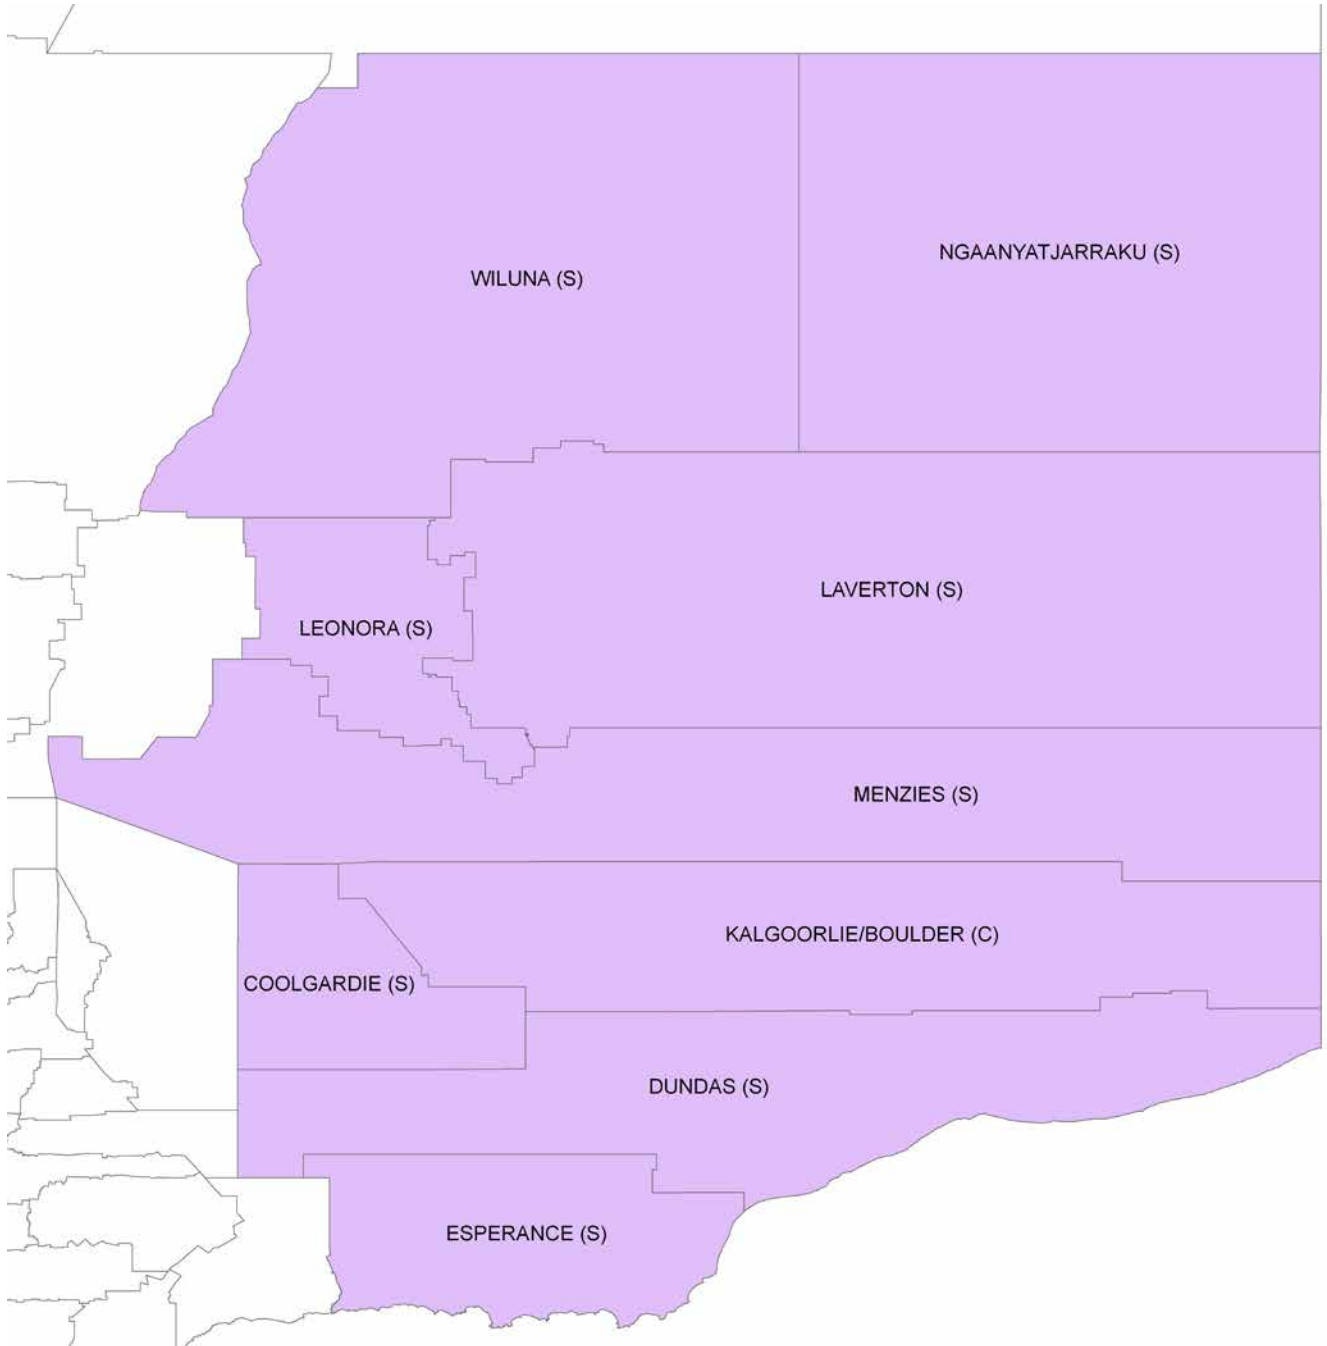 NGAANYATJARRAKU (S)
WILUNA (S)
LAVERTON (S)
LEONORA (S)
MENZIES (S)
KALGOORLIE/BOULDER (C)
COOLGARDIE (S)
DUNDAS (S)
ESPERANCE (S)